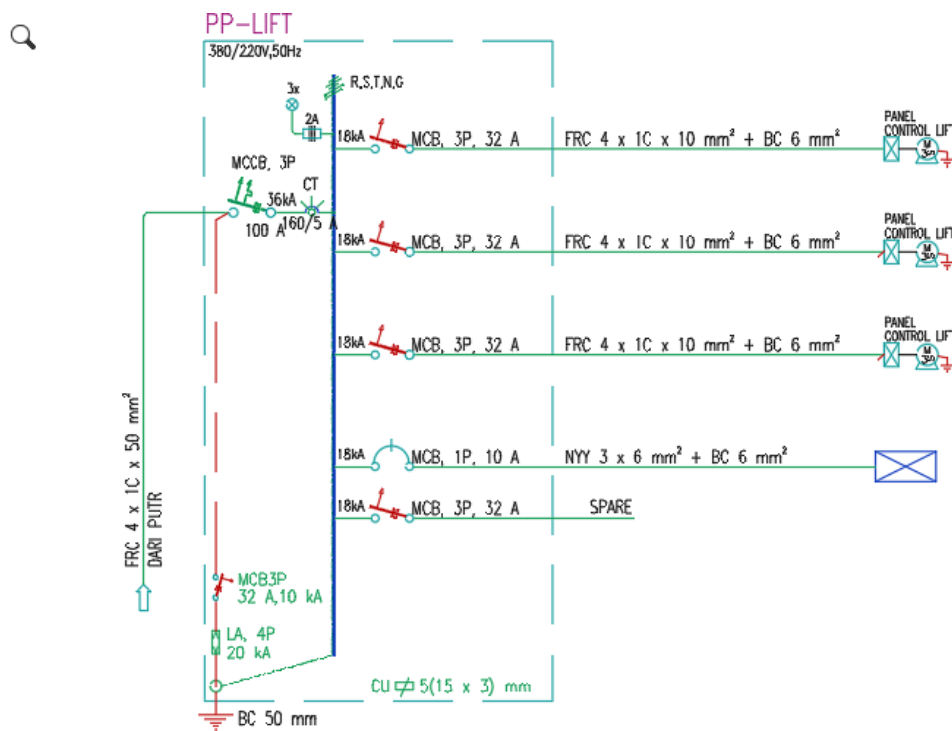 PP-LIFT
380/220V,50Hz
3x
R,S,T,N,G
2A
18kA
MCB, 3P, 32 A
FRC 4 x 1C x 10 mm² + BC 6 mm²
PANEL
CONTROL LIFT
M
MCCB, 3P
36kA
CT
100 A
160/5 A
18kA
MCB, 3P, 32 A
FRC 4 x 1C x 10 mm² + BC 6 mm²
PANEL
CONTROL LIFT
M
18kA
MCB, 3P, 32 A
FRC 4 x 1C x 10 mm² + BC 6 mm²
PANEL
CONTROL LIFT
M
FRC 4 x 1C x 50 mm²
DARI PUTR
18kA
MCB, 1P, 10 A
NYY 3 x 6 mm² + BC 6 mm²
18kA
MCB, 3P, 32 A
SPARE
MCB3P
32 A,10 kA
LA, 4P
20 kA
CU 5(15 x 3) mm
BC 50 mm